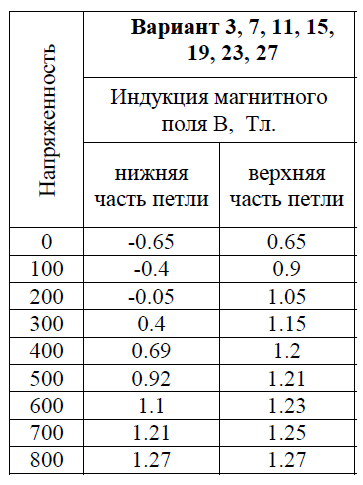 Напряженность
Вариант 3, 7, 11, 15,
19, 23, 27
Индукция магнитного
поля В, Тл.
нижняя верхняя
часть петли часть петли
0 -0.65 0.65
100 -0.4 0.9
200 -0.05 1.05
300 0.4 1.15
400 0.69 1.2
500 0.92 1.21
600 1.1 1.23
700 1.21 1.25
800 1.27 1.27